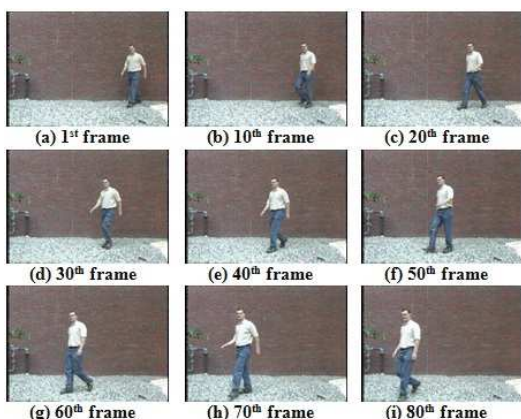 (a) 1st frame
(b) 10th frame
(c) 20th frame
(d) 30th frame
(e) 40th frame
(f) 50th frame
(g) 60th frame
(h) 70th frame
(i) 80th frame